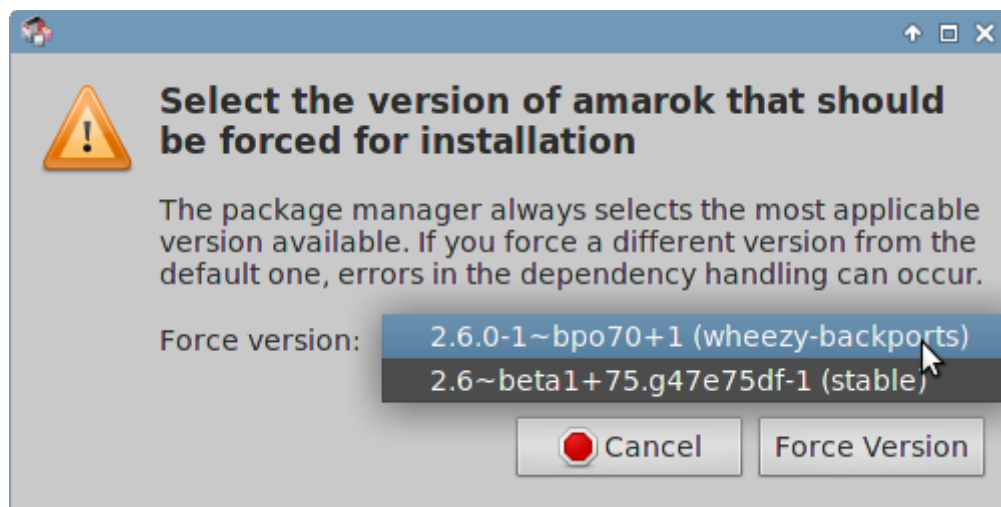 Select the version of amarok that should
be forced for installation
The package manager always selects the most applicable
version available. If you force a different version from the
default one, errors in the dependency handling can occur.
Force version:
2.6.0-1~bpo70+1 (wheezy-backports)
2.6~beta1+75.g47e75df-1 (stable)
Cancel
Force Version